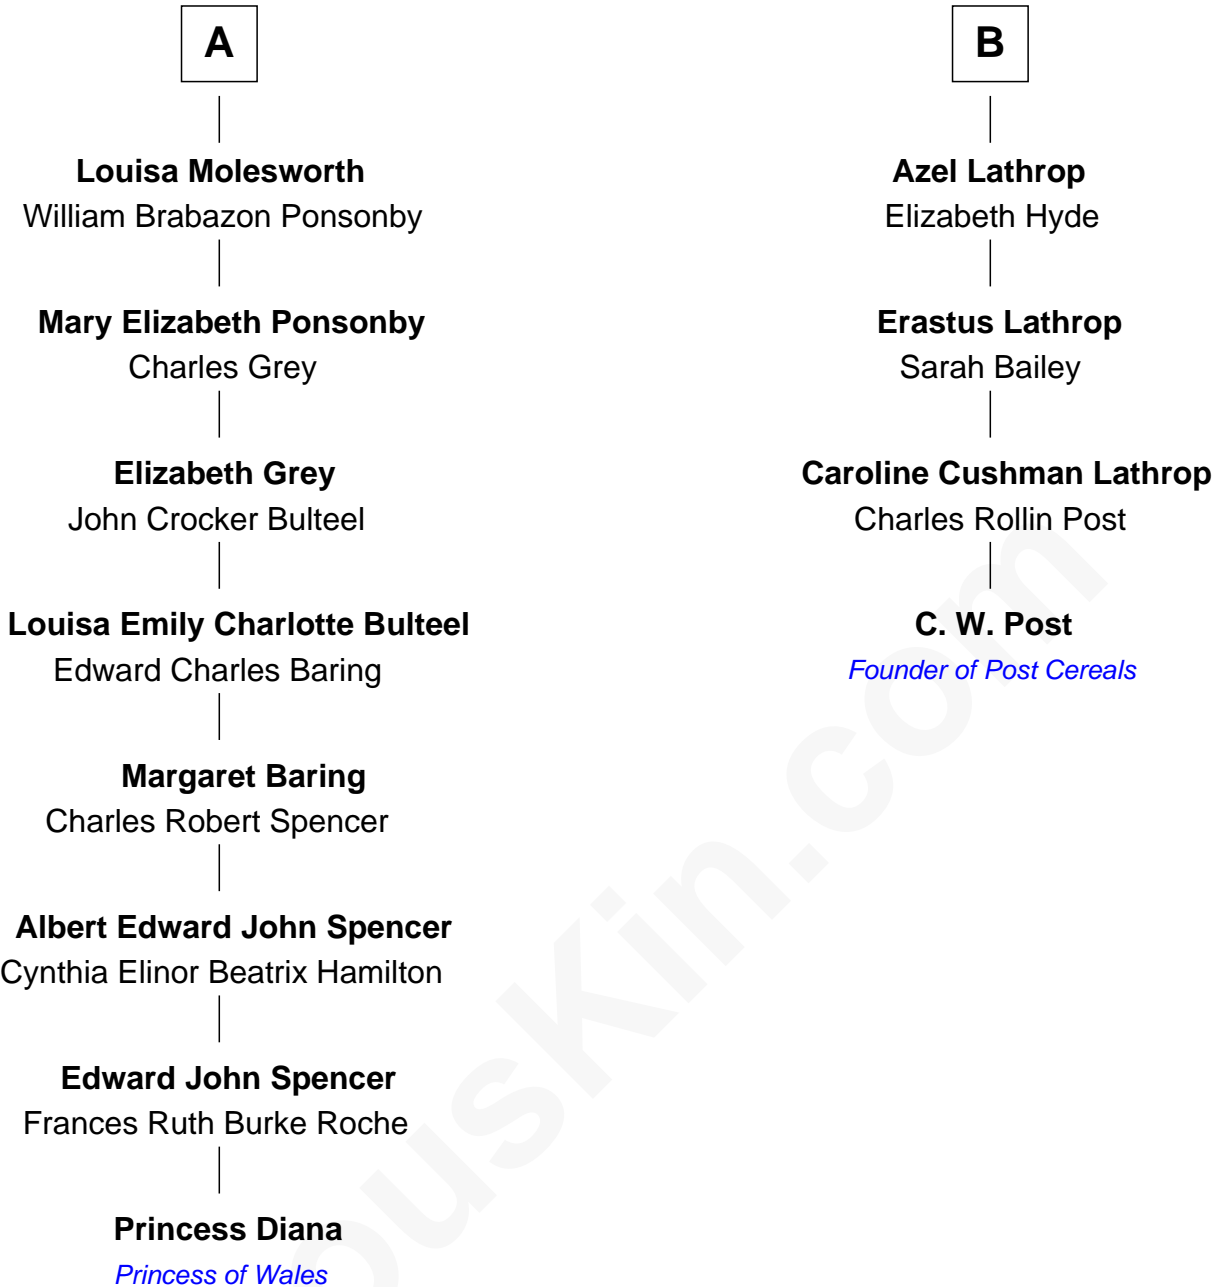 A
Louisa Molesworth
William Brabazon Ponsonby
Mary Elizabeth Ponsonby
Charles Grey
Elizabeth Grey
John Crocker Bulteel
Louisa Emily Charlotte Bulteel
Edward Charles Baring
Margaret Baring
Charles Robert Spencer
Albert Edward John Spencer
Cynthia Elinor Beatrix Hamilton
Edward John Spencer
Frances Ruth Burke Roche
Princess Diana
Princess of Wales
B
Azel Lathrop
Elizabeth Hyde
Erastus Lathrop
Sarah Bailey
Caroline Cushman Lathrop
Charles Rollin Post
C. W. Post
Founder of Post Cereals
ousKin.com